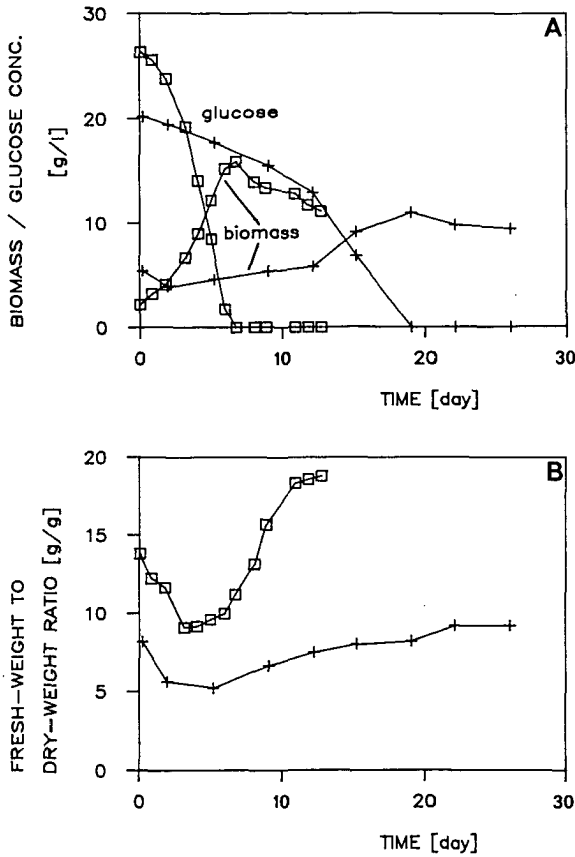 A
BIOMASS / GLUCOSE CONC.
[g/l]
30
20
10
0
glucose
biomass
0 10 20 30
TIME [day]
B
FRESH-WEIGHT TO
DRY-WEIGHT RATIO [g/g]
20
15
10
5
0
0 10 20 30
TIME [day]